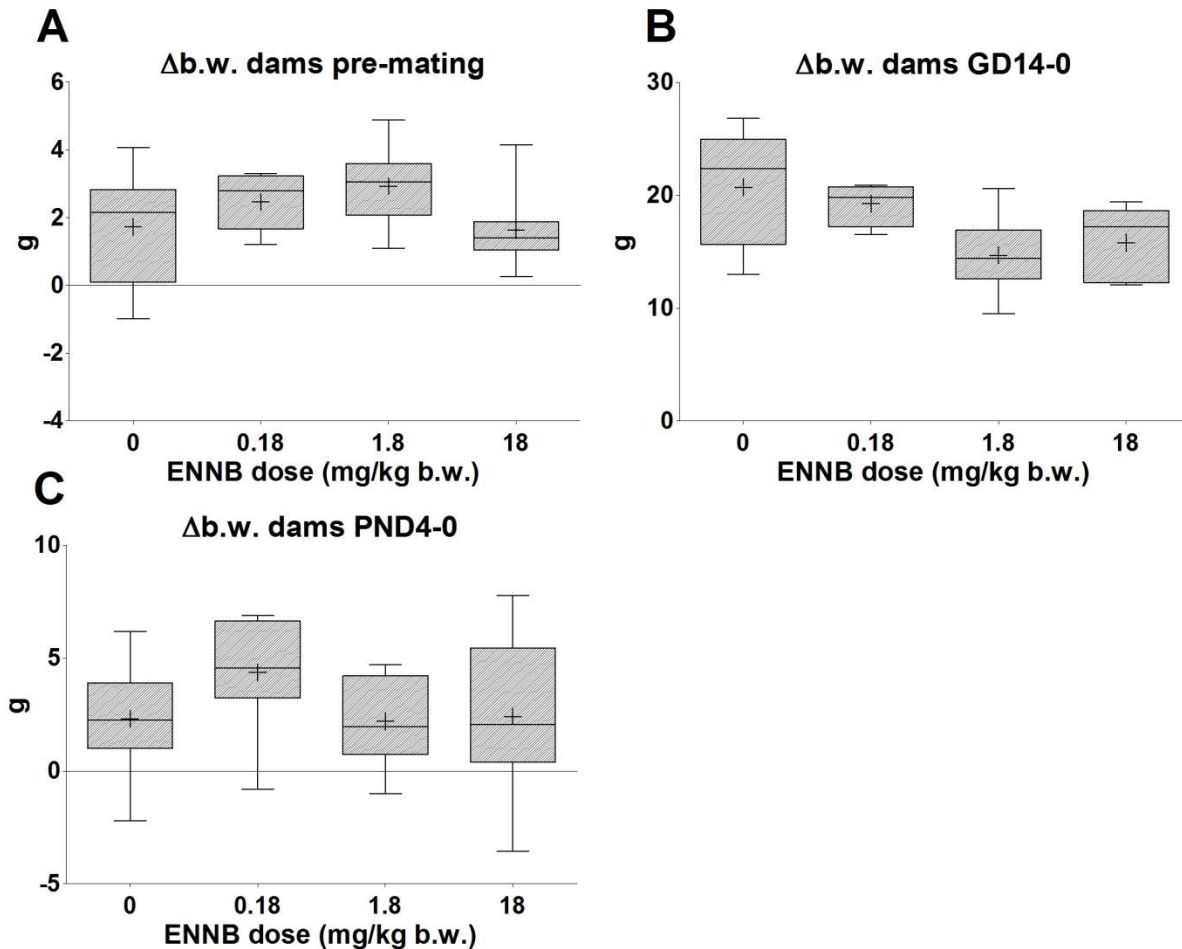 A
Δb.w. dams pre-mating
6
4
2
0
-2
-4
g
0 0.18 1.8 18
ENNB dose (mg/kg b.w.)
B
Δb.w. dams GD14-0
30
20
10
0
g
0 0.18 1.8 18
ENNB dose (mg/kg b.w.)
C
Δb.w. dams PND4-0
10
5
0
-5
g
0 0.18 1.8 18
ENNB dose (mg/kg b.w.)